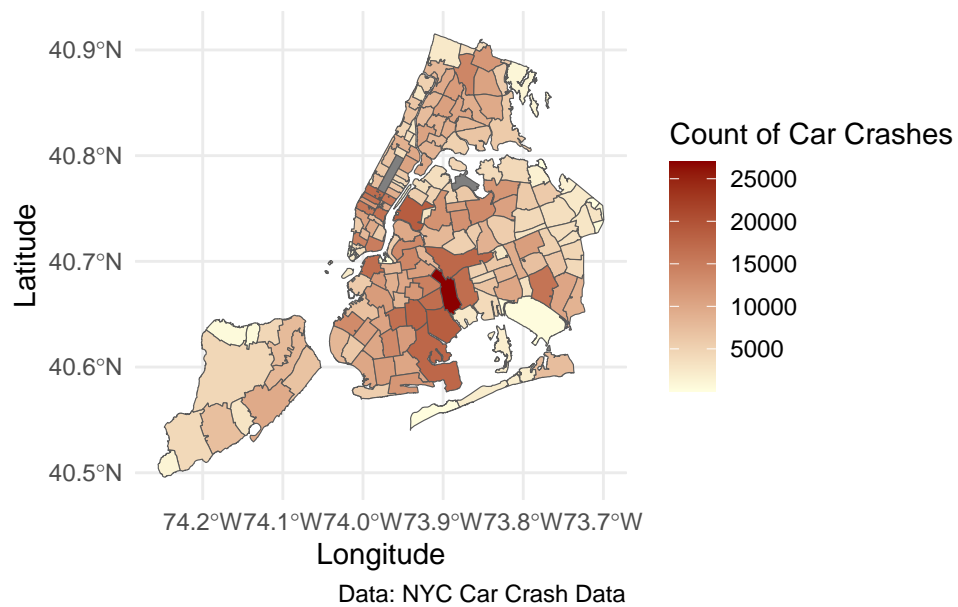 40.9°N
40.8°N
40.7°N
40.6°N
40.5°N
Latitude
74.2°W74.1°W74.0°W73.9°W73.8°W73.7°W
Longitude
Data: NYC Car Crash Data
Count of Car Crashes
25000
20000
15000
10000
5000